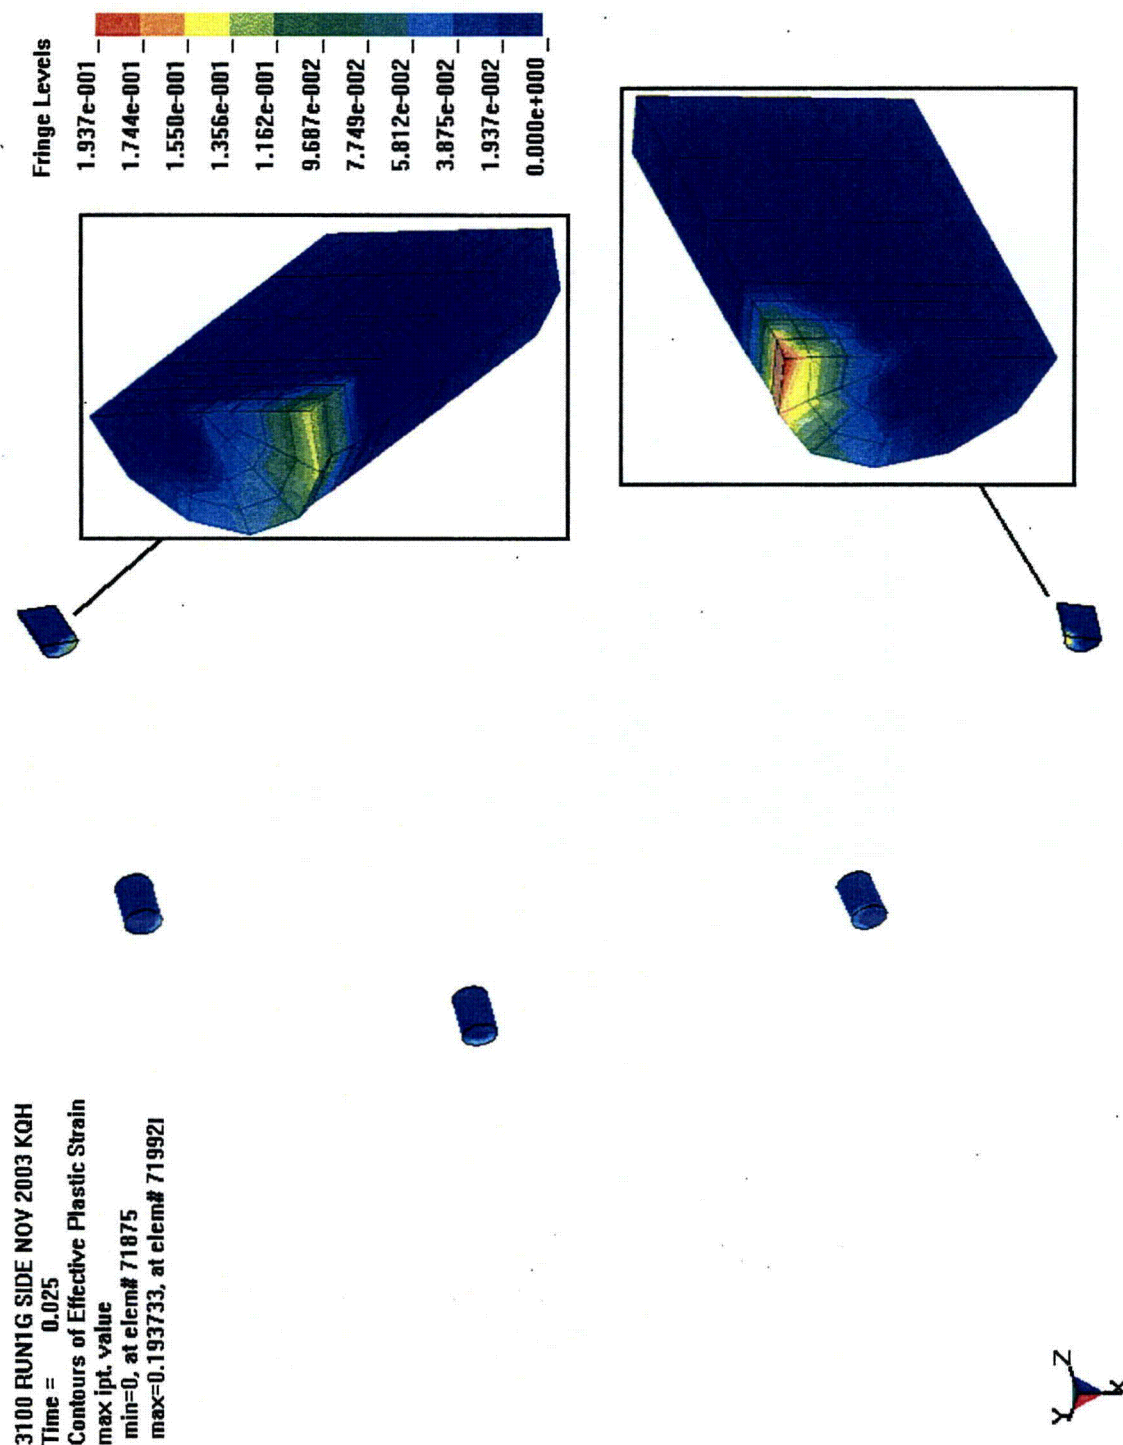 3100 RUN1G SIDE NOV 2003 KQH
Time = 0.025
Contours of Effective Plastic Strain
max ipt. value
min=0, at elem# 71875
max=0.193733, at elem# 71992I
Fringe Levels
1.937e-001
1.744e-001
1.550e-001
1.356e-001
1.162e-001
9.687e-002
7.749e-002
5.812e-002
3.875e-002
1.937e-002
0.000e+000
Y
Z
X